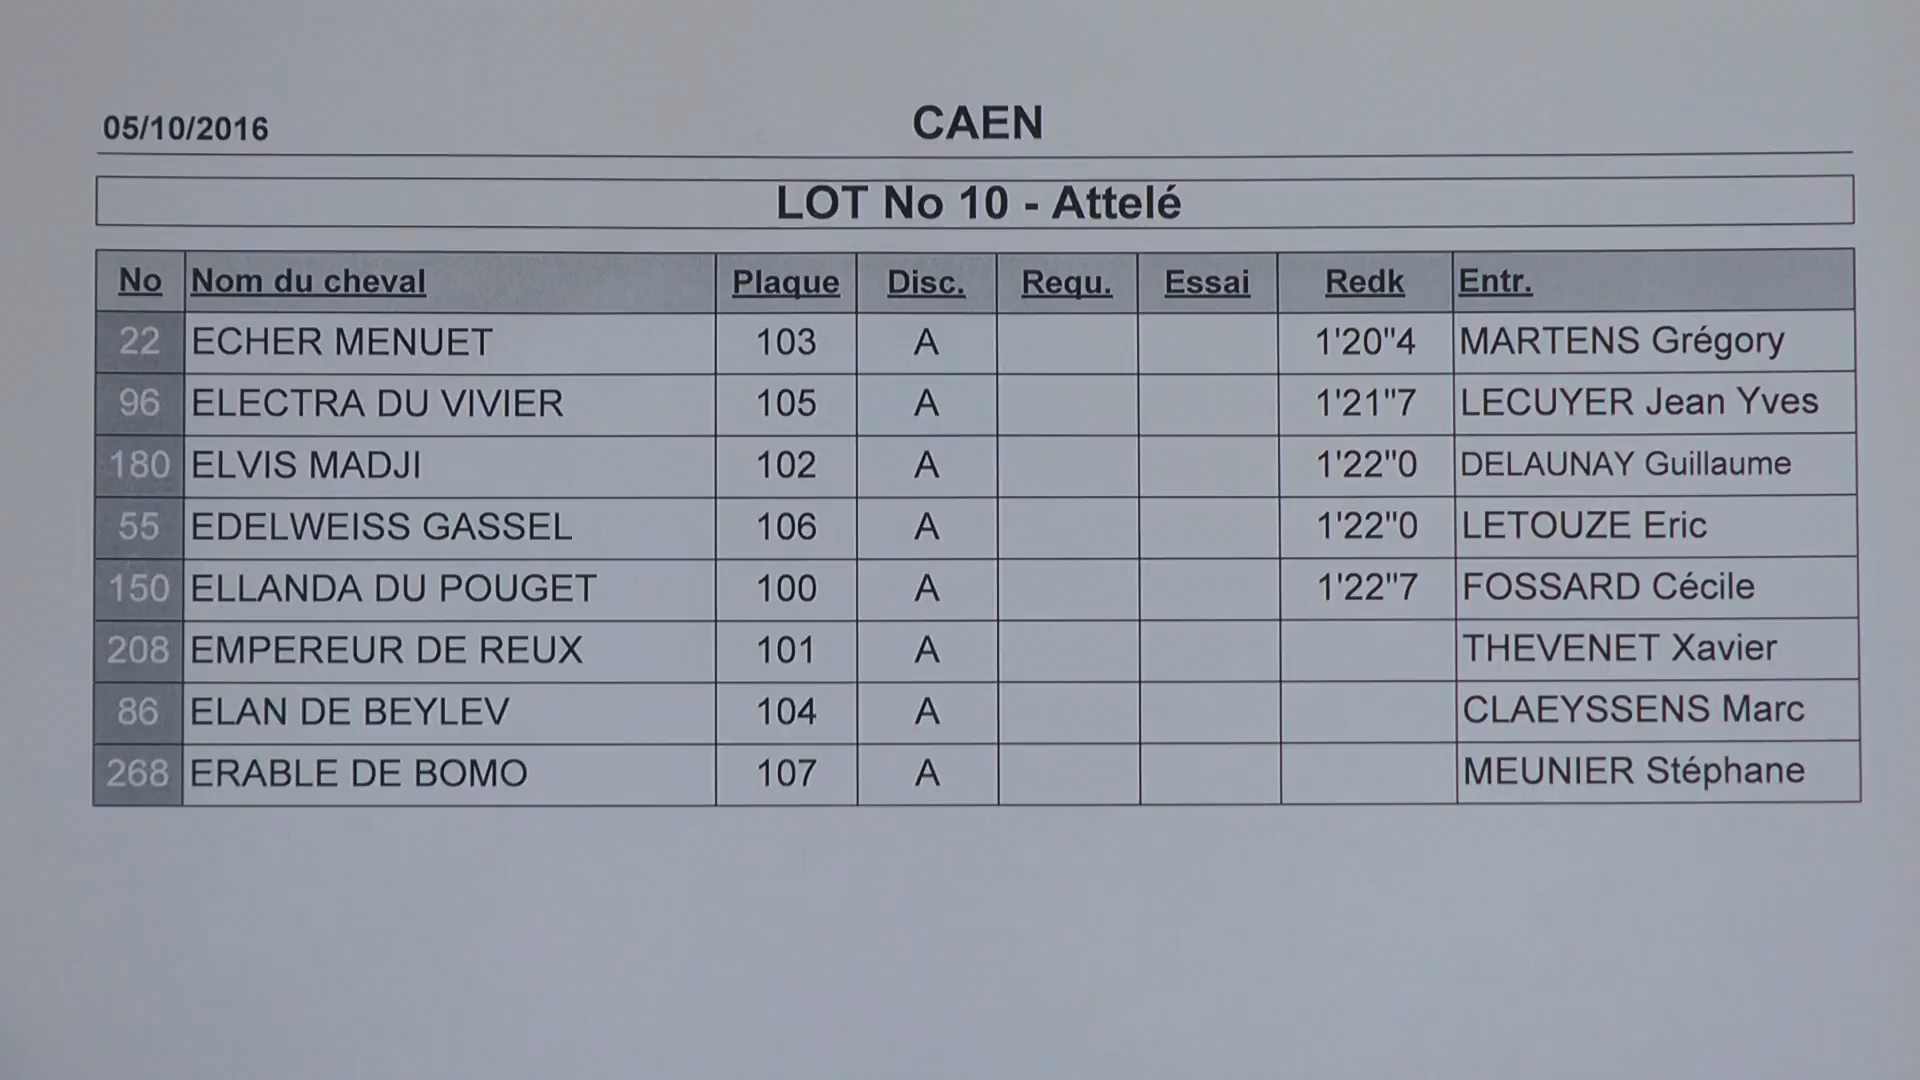 05/10/2016 CAEN
LOT No 10 - Attelé
No Nom du cheval Plaque Disc. Requ. Essai Redk Entr.
22 ECHER MENUET 103 A 1'20"4 MARTENS Grégory
96 ELECTRA DU VIVIER 105 A 1'21"7 LECUYER Jean Yves
180 ELVIS MADJI 102 A 1'22"0 DELAUNAY Guillaume
55 EDELWEISS GASSEL 106 A 1'22"0 LETOUZE Eric
150 ELLANDA DU POUGET 100 A 1'22"7 FOSSARD Cécile
208 EMPEREUR DE REUX 101 A THEVENET Xavier
86 ELAN DE BEYLEV 104 A CLAEYSSENS Marc
268 ERABLE DE BOMO 107 A MEUNIER Stéphane